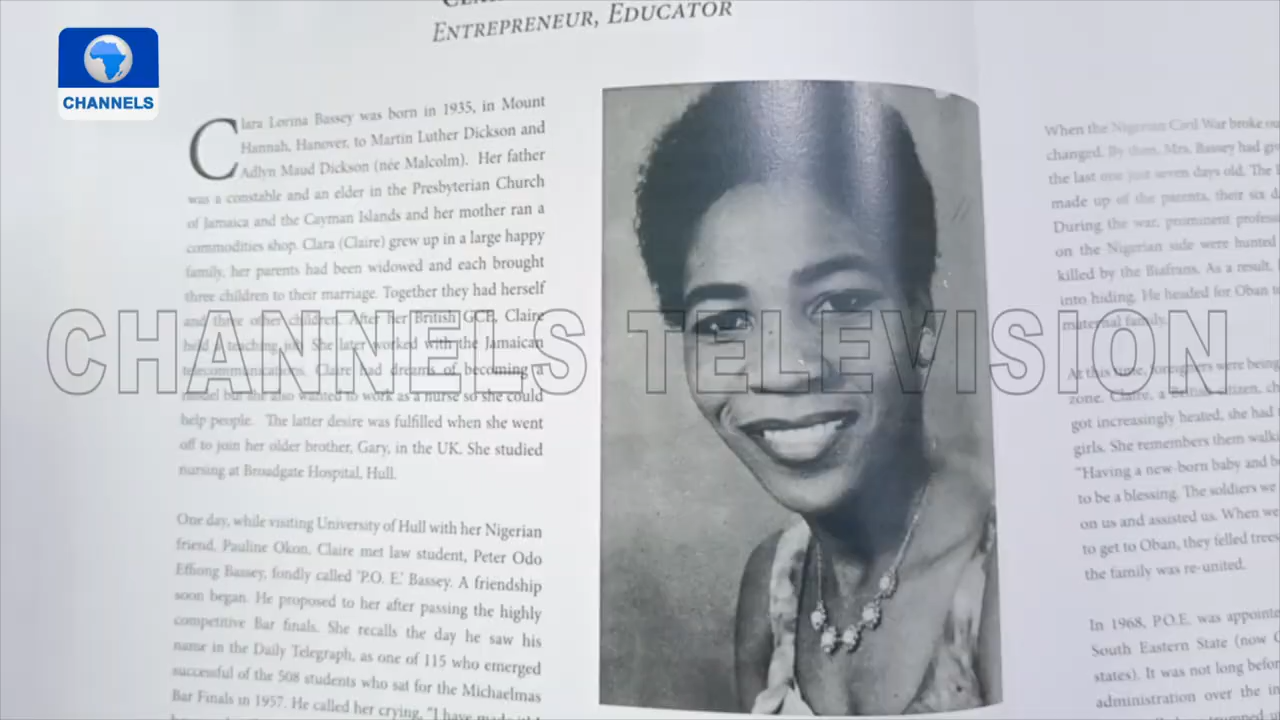 CHANNELS
ENTREPRENEUR, EDUCATOR
Clara Lorina Bassey was born in 1935, in Mount
Hannah, Hanover, to Martin Luther Dickson and
Adlyn Maud Dickson (née Malcolm). Her father
was a constable and an elder in the Presbyterian Church
of Jamaica and the Cayman Islands and her mother ran a
commodities shop. Clara (Claire) grew up in a large happy
family, her parents had been widowed and each brought
three children to their marriage. Together they had herself
and three other children. After her British GCE, Claire
held a teaching job. She later worked with the Jamaican
telecommunications. Claire had dreams of becoming a
model but she also wanted to work as a nurse so she could
help people. The latter desire was fulfilled when she went
off to join her older brother, Gary, in the UK. She studied
nursing at Broadgate Hospital, Hull.
One day, while visiting University of Hull with her Nigerian
friend, Pauline Okon, Claire met law student, Peter Odo
Effiong Bassey, fondly called 'P.O. E.' Bassey. A friendship
soon began. He proposed to her after passing the highly
competitive Bar finals. She recalls the day he saw his
name in the Daily Telegraph, as one of 115 who emerged
successful of the 508 students who sat for the Michaelmas
Bar Finals in 1957. He called her crying, "I have made it!
When the Nigerian Civil War broke
changed. By then, Mrs. Bassey had
the last one just seven days old. The
made up of the parents, their six
During the war, prominent
on the Nigerian side were hunted
killed by the Biafrans. As a result,
into hiding. He headed for Oban
maternal family.
At this time, foreigners were being
zone. Claire, a British citizen,
got increasingly heated, she had
girls. She remembers them
"Having a new-born baby and
to be a blessing. The soldiers we
on us and assisted us. When we
to get to Oban, they felled trees
the family was re-united.
In 1968, P.O.E. was
South Eastern State (now
states). It was not long before
administration over the
CHANNELS TELEVISION